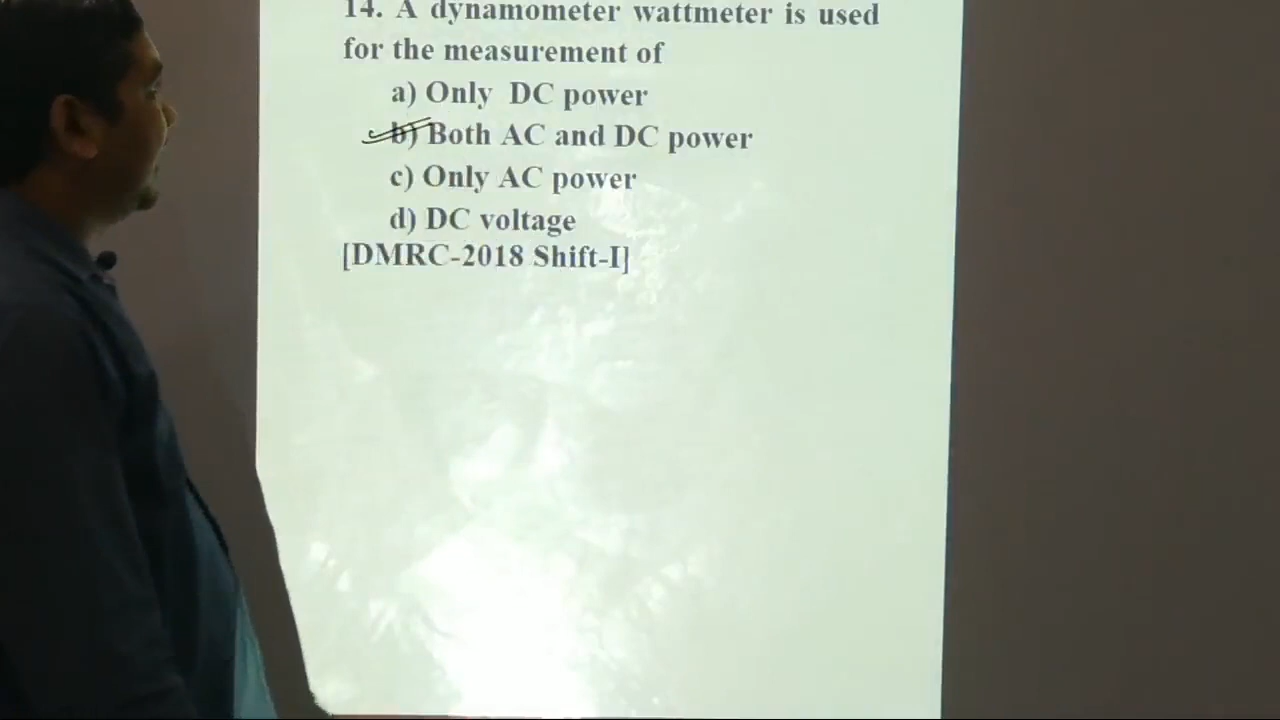 14. A dynamometer wattmeter is used
for the measurement of
a) Only DC power
b) Both AC and DC power
c) Only AC power
d) DC voltage
[DMRC-2018 Shift-I]